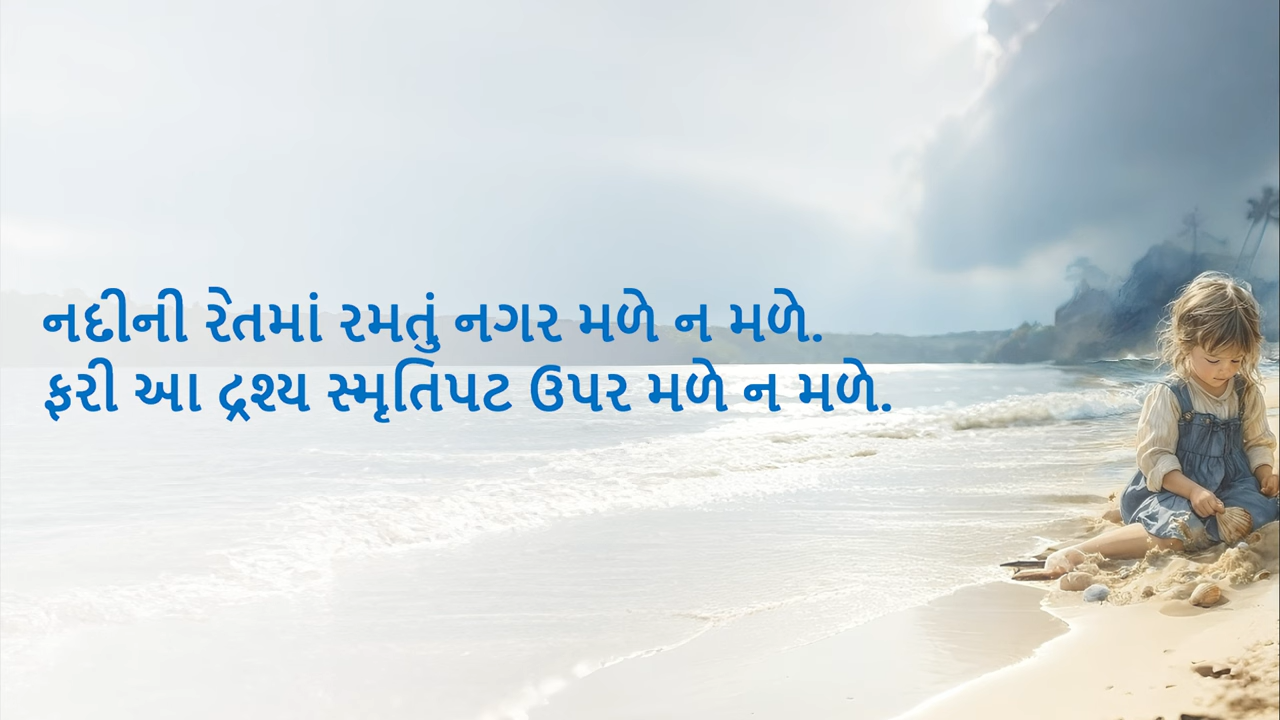 નદીની રેતમાં રમતું નગર મળે ન મળે.
ફરી આ દ્રશ્ય સ્મૃતિપટ ઉપર મળે ન મળે.